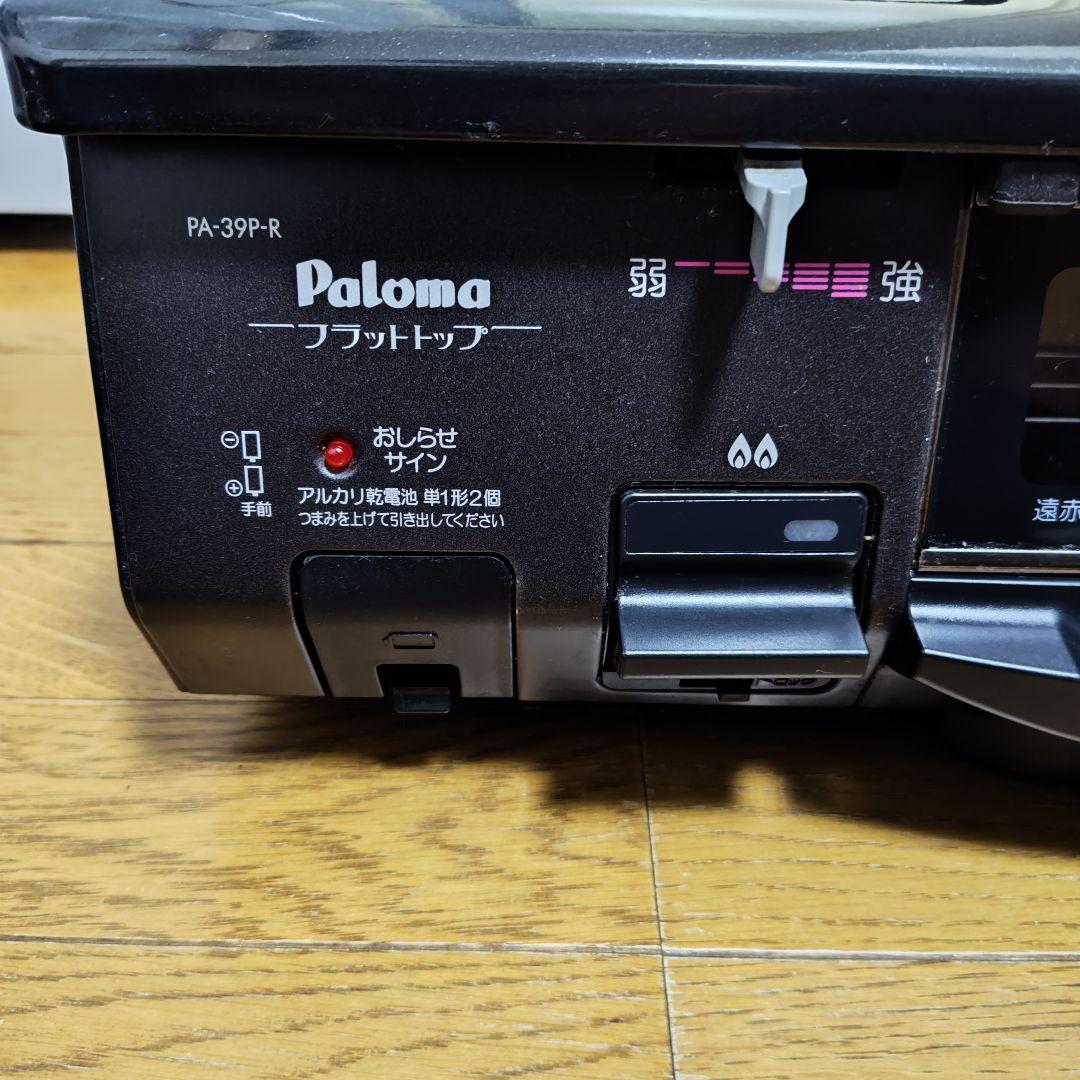 PA-39P-R
Paloma
フラットトップ
弱 強
おしらせ
サイン
⊖
⊕
手前
アルカリ乾電池 単1形2個
つまみを上げて引き出してください
遠赤